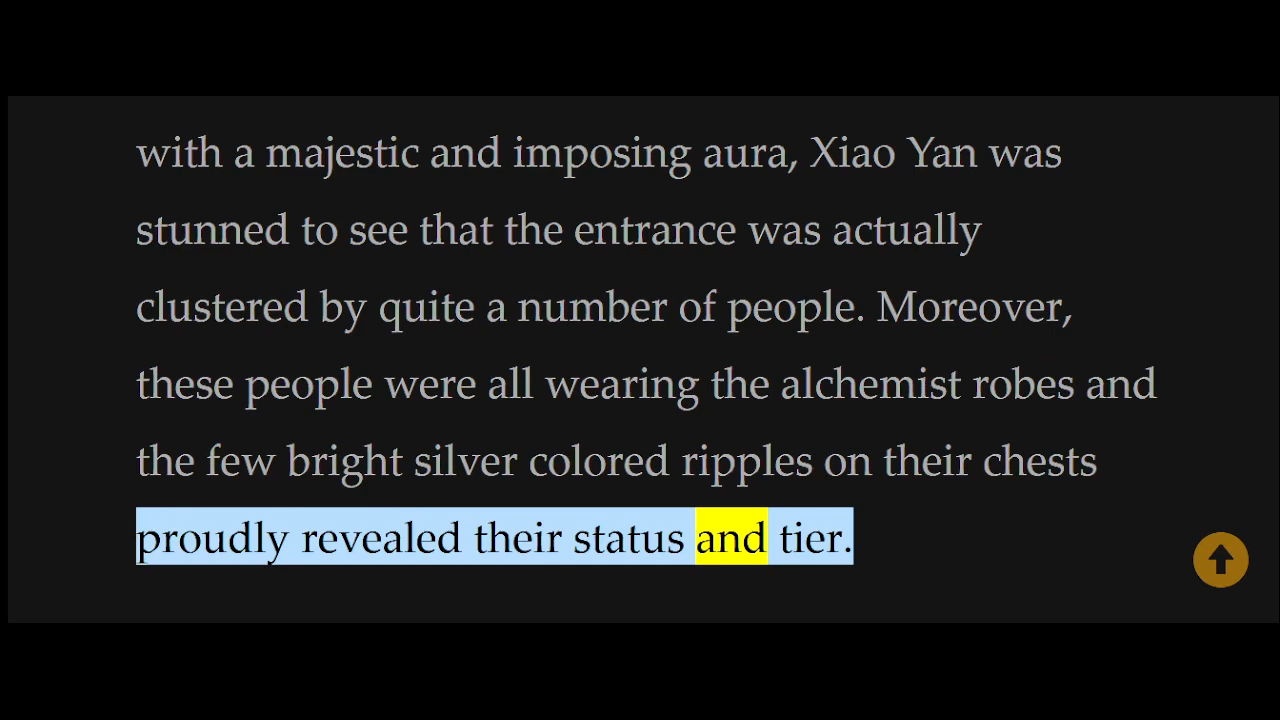 with a majestic and imposing aura, Xiao Yan was
stunned to see that the entrance was actually
clustered by quite a number of people. Moreover,
these people were all wearing the alchemist robes and
the few bright silver colored ripples on their chests
proudly revealed their status and tier.